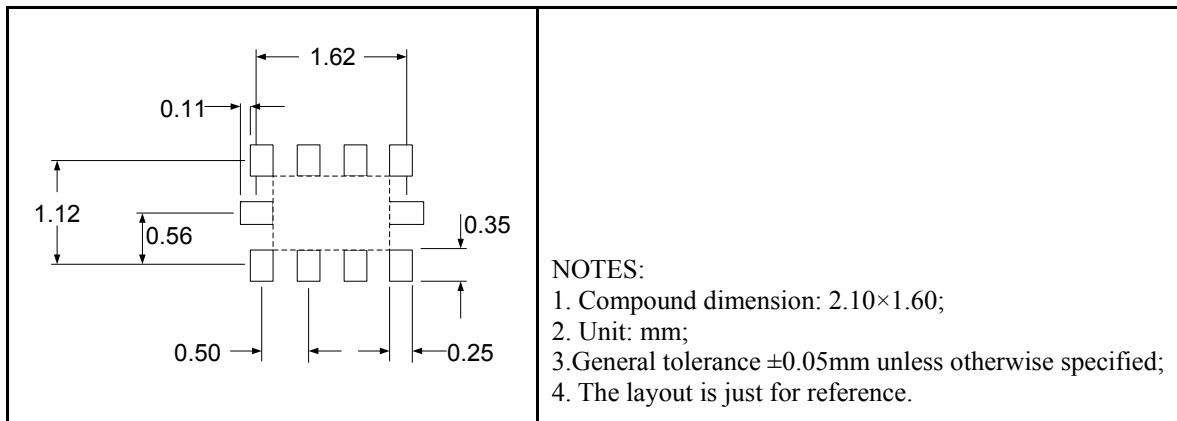 1.62
0.11
1.12
0.56
0.35
0.50
0.25
NOTES:
1. Compound dimension: 2.10×1.60;
2. Unit: mm;
3.General tolerance ±0.05mm unless otherwise specified;
4. The layout is just for reference.